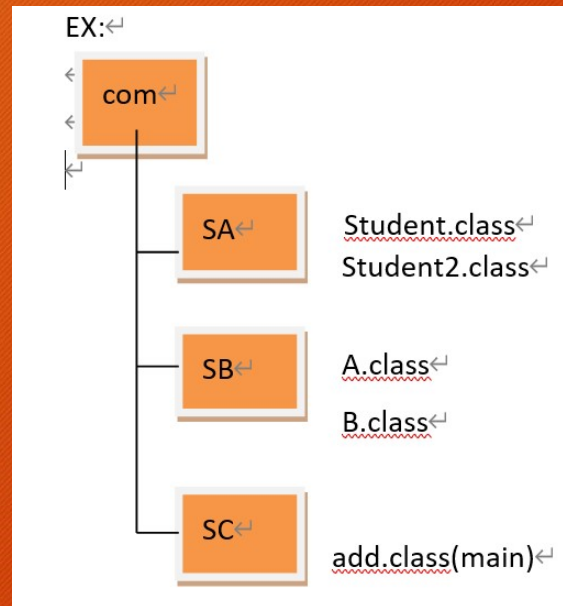 EX:↵
com↵
SA↵
Student.class↵
Student2.class↵
SB↵
A.class↵
B.class↵
SC↵
add.class(main)↵